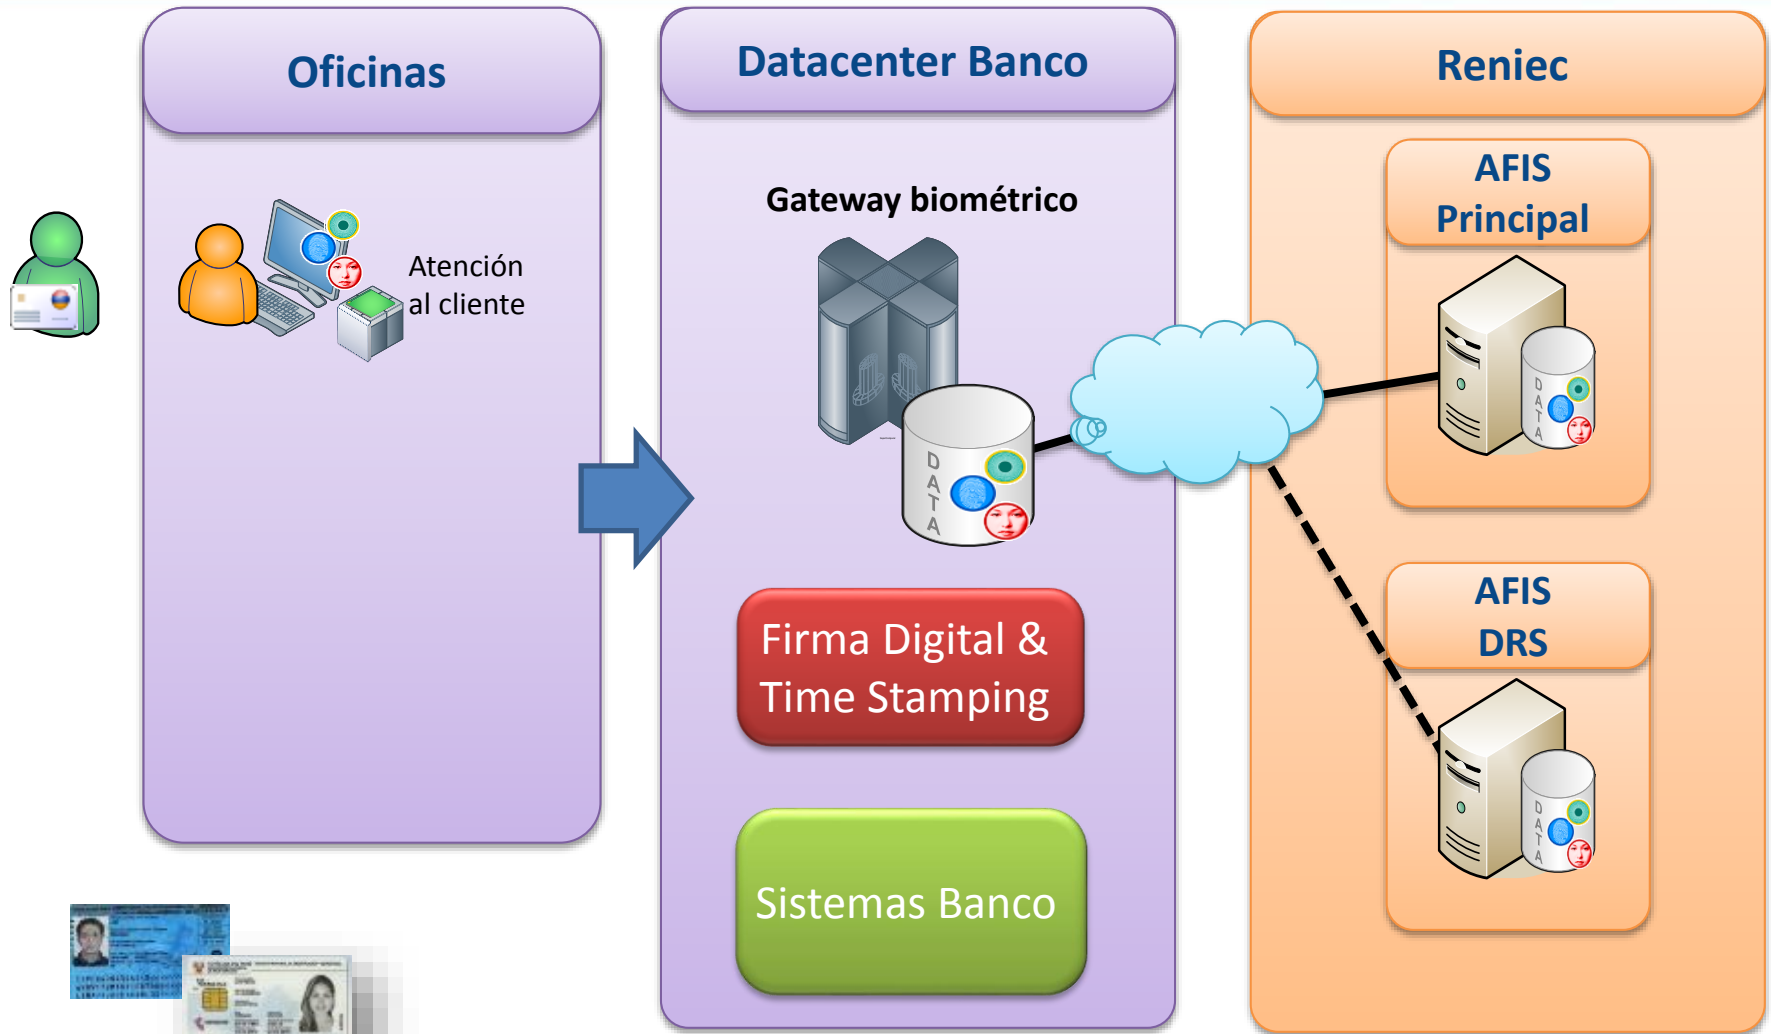 Oficinas
Datacenter Banco
Reniec
AFIS
Principal
Gateway biométrico
Atención
al cliente
DATA
DATA
Firma Digital &
Time Stamping
AFIS
DRS
DATA
Sistemas Banco